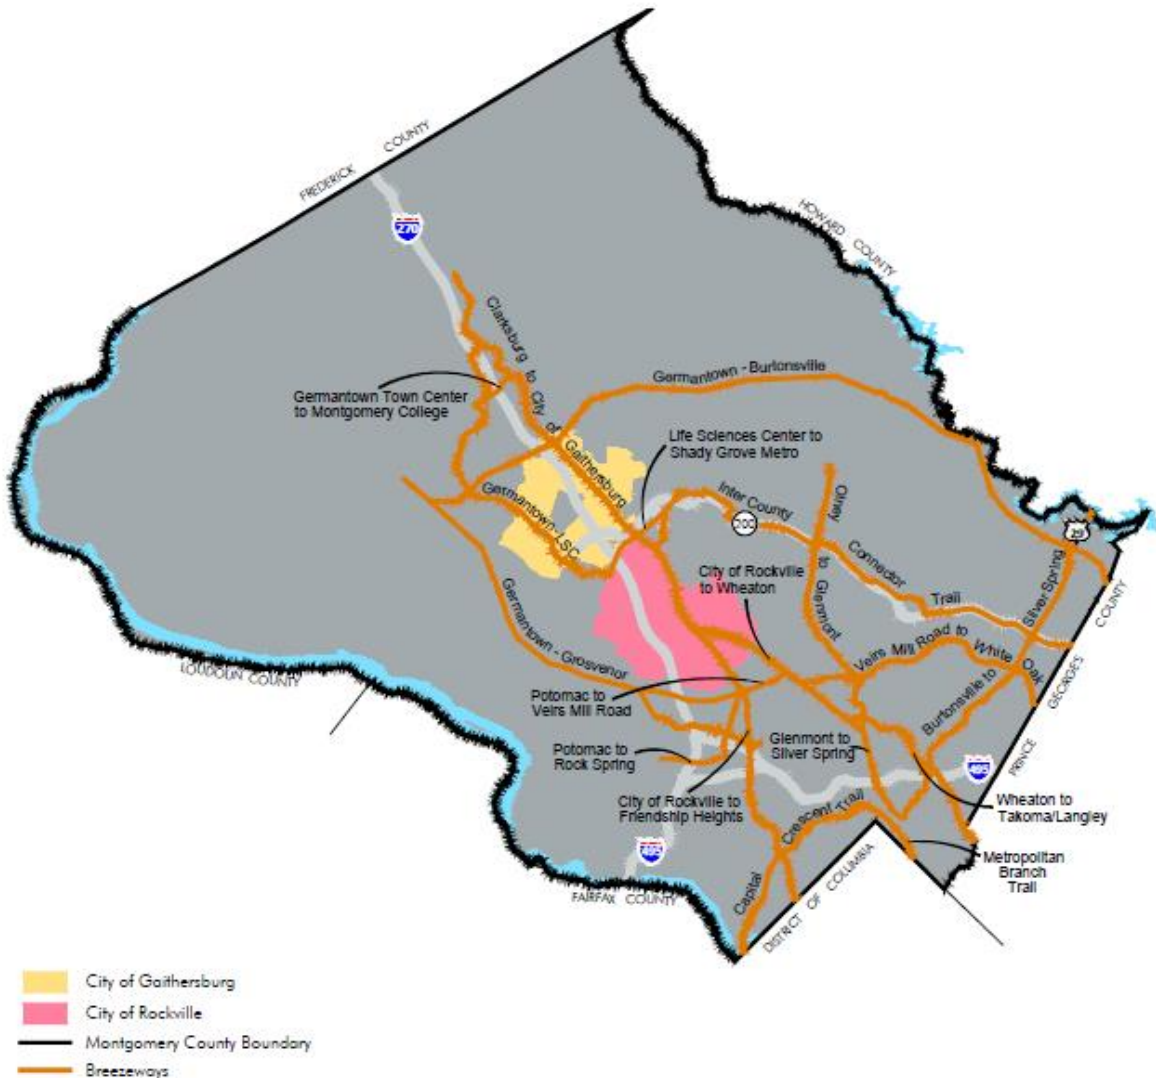 FREDERICK COUNTY
270
HOWARD COUNTY
Clarksburg to City of Gaithersburg
Germantown - Burtonsville
Germantown Town Center
to Montgomery College
Life Sciences Center to
Shady Grove Metro
Germantown-LSC
Inter County Connector Trail
200
Olney to Glenmont
29
City of Rockville
to Wheaton
Germantown - Grosvenor
Veirs Mill Road to White Oak
Burtonsville to Silver Spring
LOUDOUN COUNTY
Potomac to
Veirs Mill Road
PRINCE GEORGES COUNTY
Potomac to
Rock Spring
Glenmont to
Silver Spring
495
City of Rockville to
Friendship Heights
Wheaton to
Takoma/Langley
Capital Crescent Trail
495
Metropolitan
Branch
Trail
FAIRFAX COUNTY
DISTRICT OF COLUMBIA
City of Gaithersburg
City of Rockville
Montgomery County Boundary
Breezeways